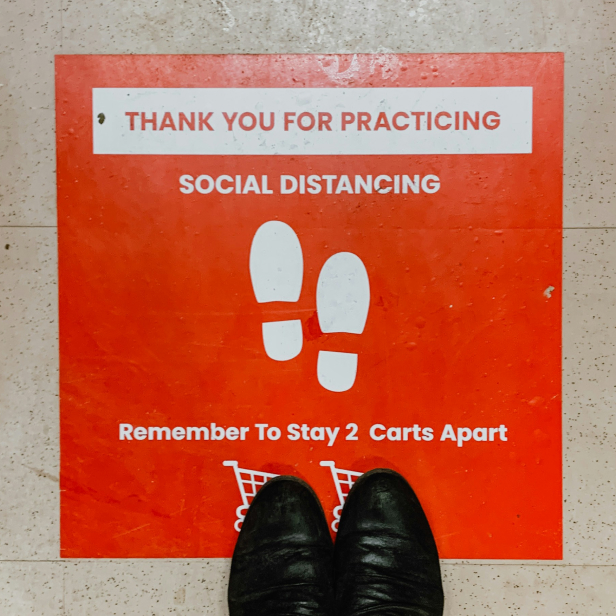 THANK YOU FOR PRACTICING
SOCIAL DISTANCING
Remember To Stay 2 Carts Apart